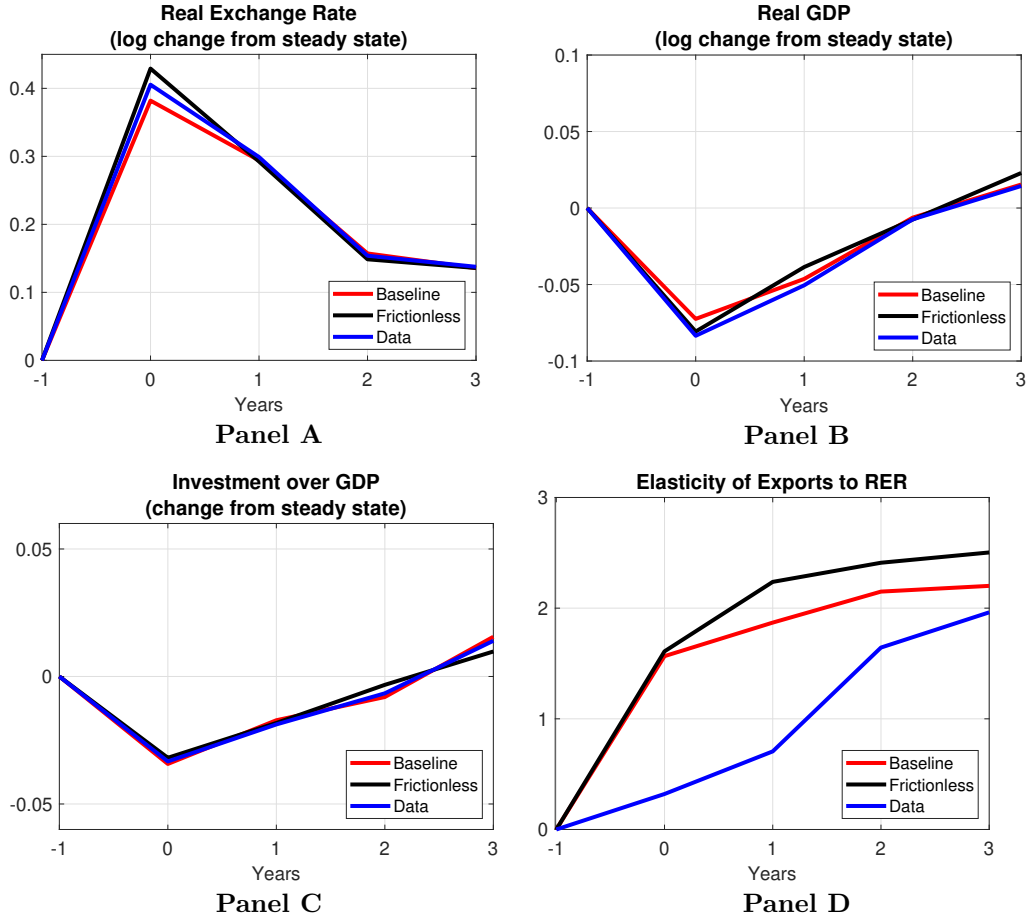 Real Exchange Rate
(log change from steady state)
0.4
0.3
0.2
0.1
0
-1
0
1
2
3
Baseline
Frictionless
Data
Years
Panel A
Real GDP
(log change from steady state)
0.1
0.05
0
-0.05
-0.1
-1
0
1
2
3
Baseline
Frictionless
Data
Years
Panel B
Investment over GDP
(change from steady state)
0.05
0
-0.05
-1
0
1
2
3
Baseline
Frictionless
Data
Years
Panel C
Elasticity of Exports to RER
3
2
1
0
-1
0
1
2
3
Baseline
Frictionless
Data
Years
Panel D